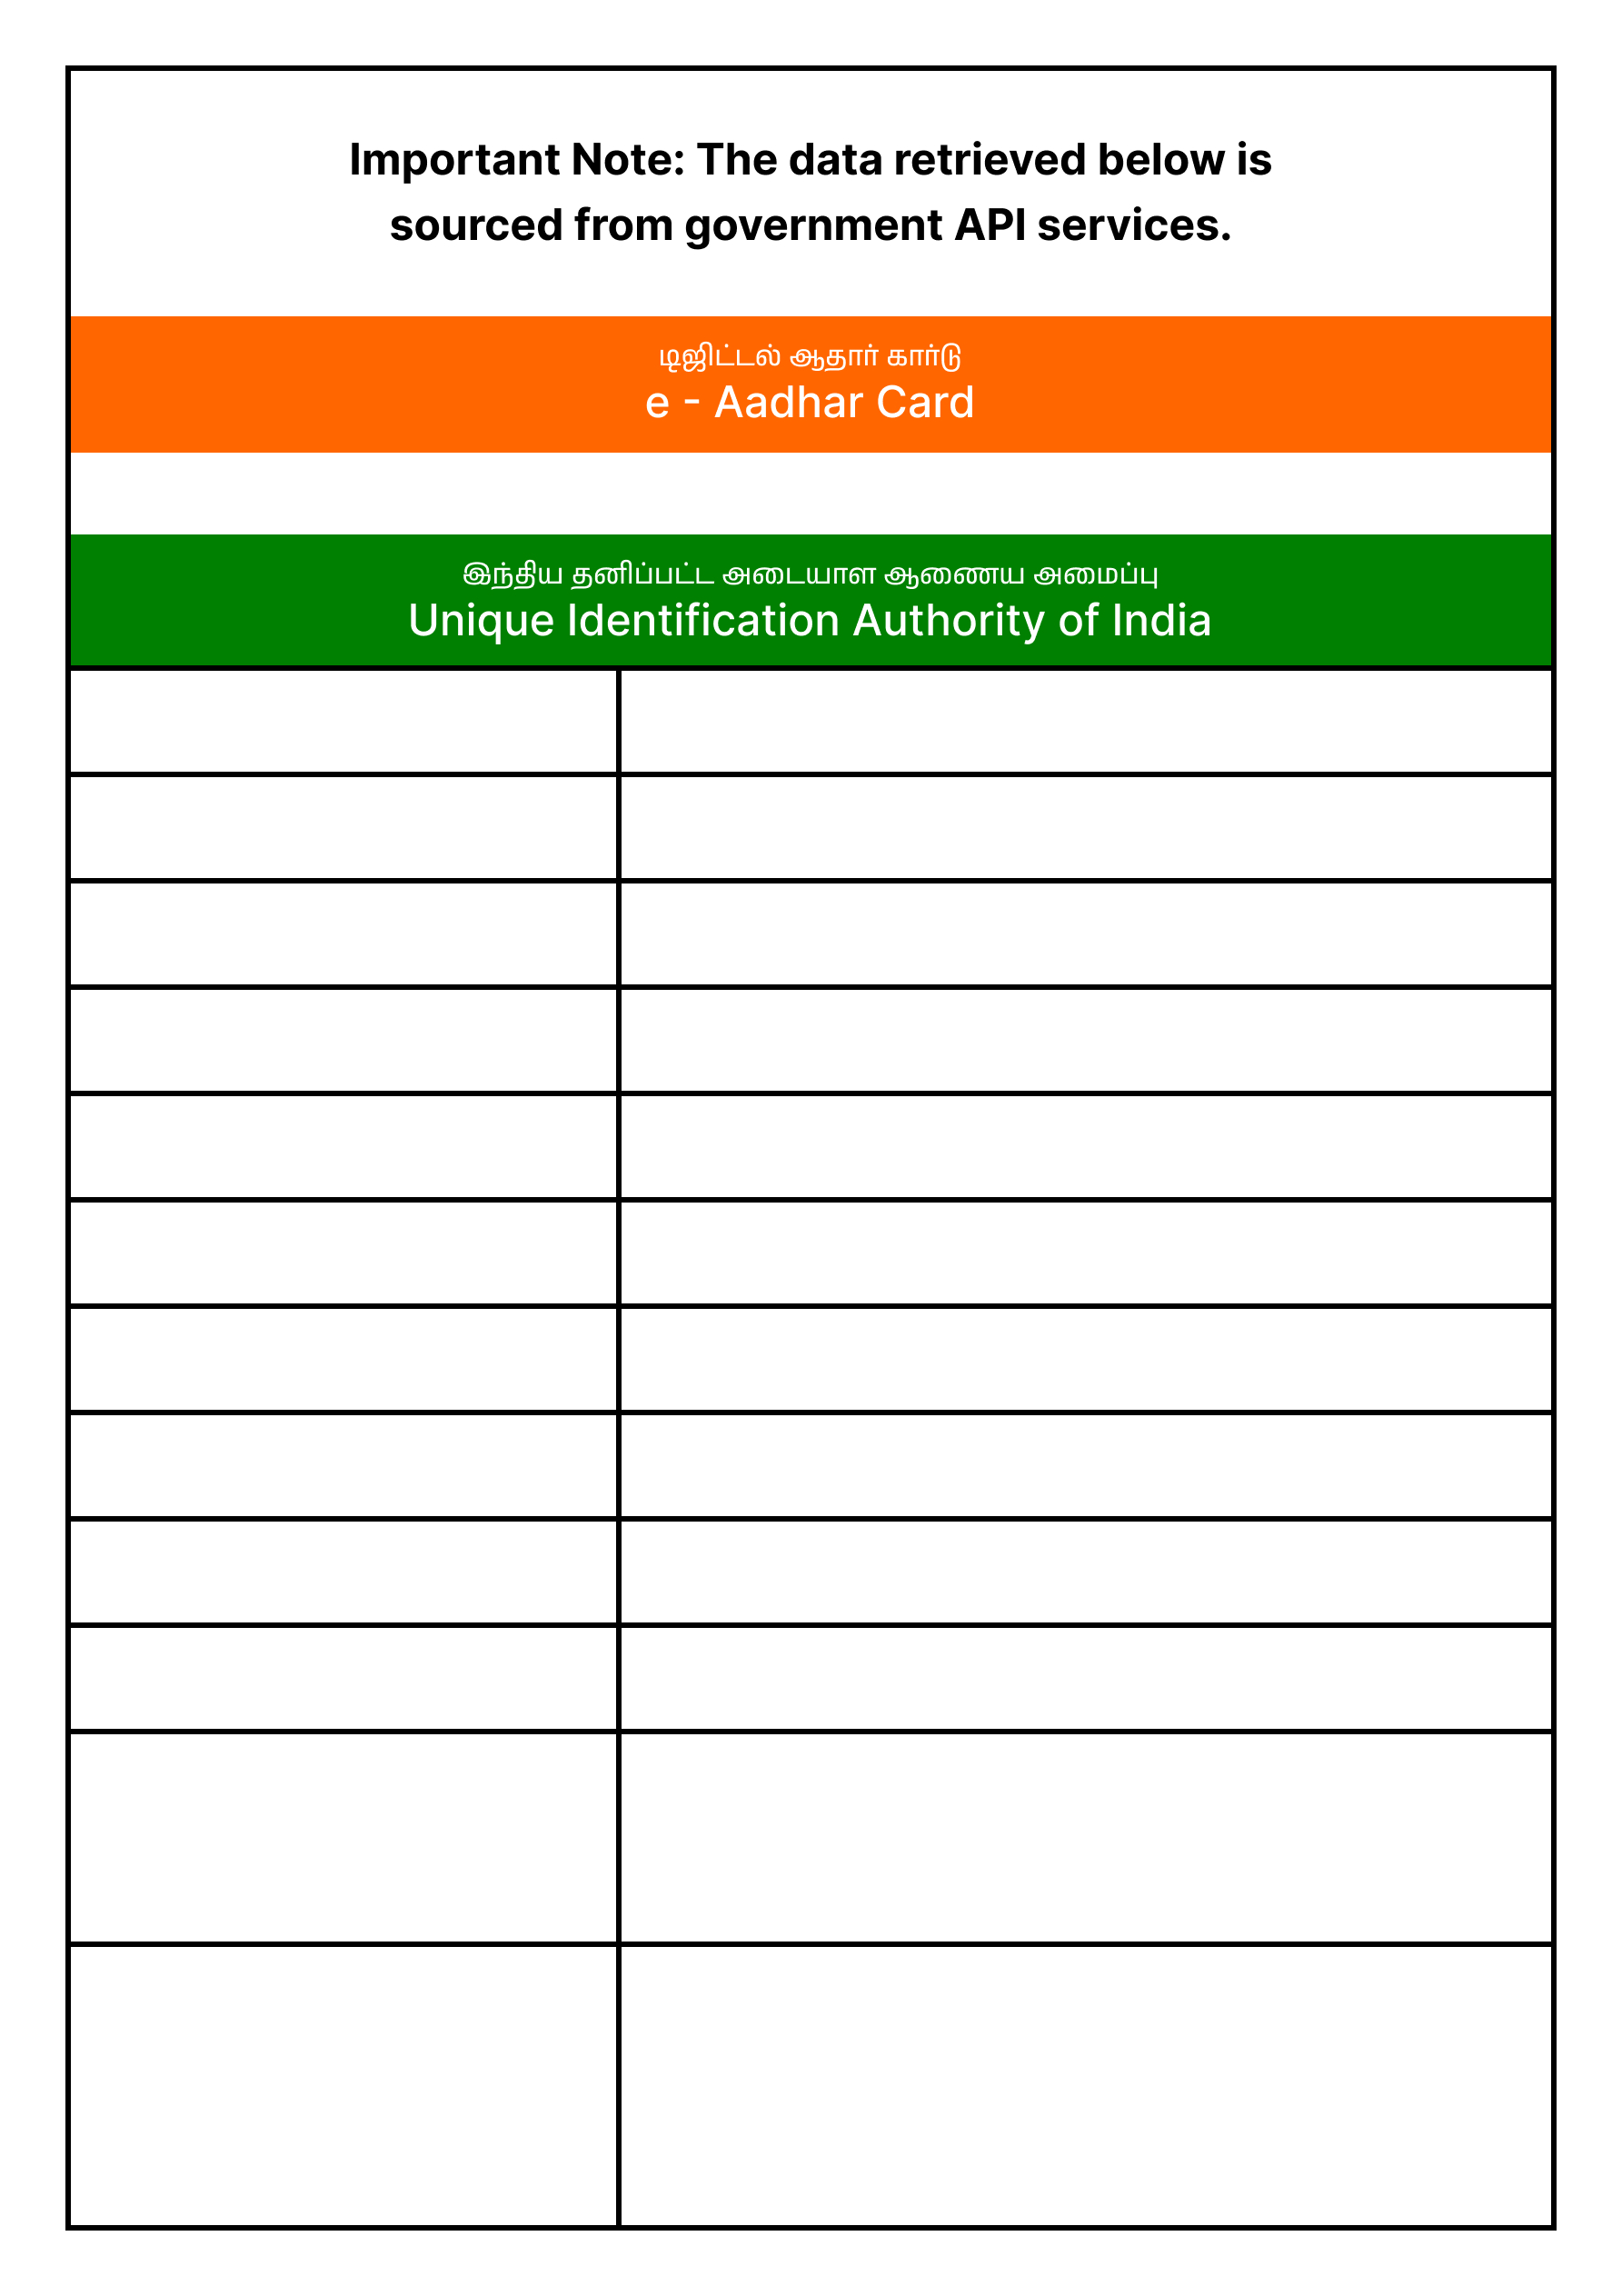 Important Note: The data retrieved below is
sourced from government API services.
டிஜிட்டல் ஆதார் கார்டு
e - Aadhar Card
இந்திய தனிப்பட்ட அடையாள ஆணைய அமைப்பு
Unique Identification Authority of India